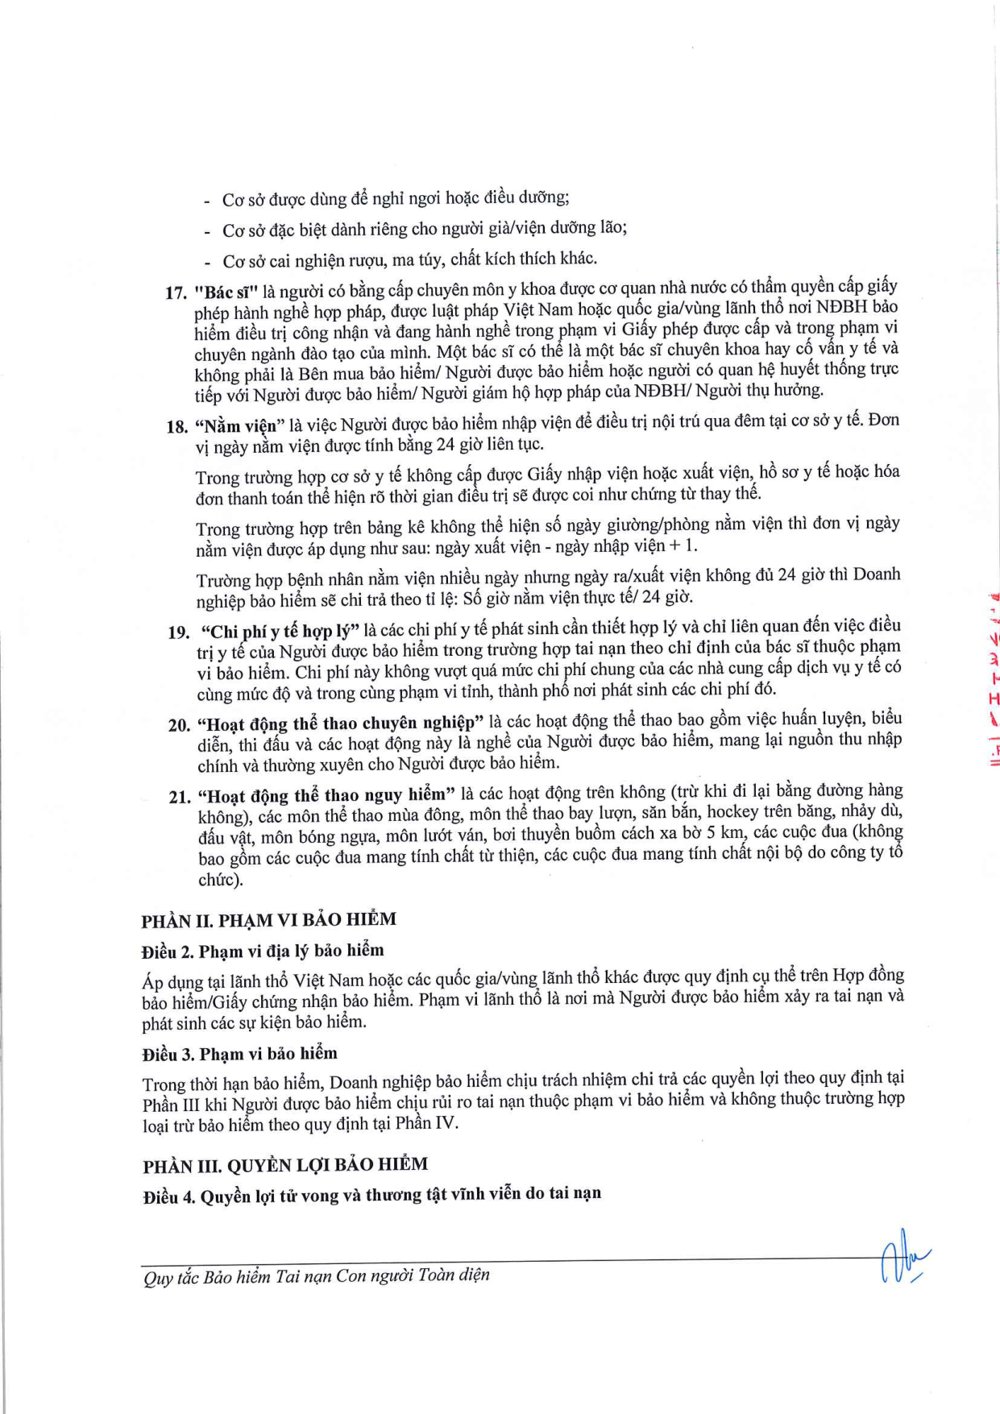 - Cơ sở được dùng để nghỉ ngơi hoặc điều dưỡng;
- Cơ sở đặc biệt dành riêng cho người già/viện dưỡng lão;
- Cơ sở cai nghiện rượu, ma túy, chất kích thích khác.
17. "Bác sĩ" là người có bằng cấp chuyên môn y khoa được cơ quan nhà nước có thẩm quyền cấp giấy
phép hành nghề hợp pháp, được luật pháp Việt Nam hoặc quốc gia/vùng lãnh thổ nơi NĐBH bảo
hiểm điều trị công nhận và đang hành nghề trong phạm vi Giấy phép được cấp và trong phạm vi
chuyên ngành đào tạo của mình. Một bác sĩ có thể là một bác sĩ chuyên khoa hay cố vấn y tế và
không phải là Bên mua bảo hiểm/ Người được bảo hiểm hoặc người có quan hệ huyết thống trực
tiếp với Người được bảo hiểm/ Người giám hộ hợp pháp của NĐBH/ Người thụ hưởng.
18. “Nằm viện” là việc Người được bảo hiểm nhập viện để điều trị nội trú qua đêm tại cơ sở y tế. Đơn
vị ngày nằm viện được tính bằng 24 giờ liên tục.
Trong trường hợp cơ sở y tế không cấp được Giấy nhập viện hoặc xuất viện, hồ sơ y tế hoặc hóa
đơn thanh toán thể hiện rõ thời gian điều trị sẽ được coi như chứng từ thay thế.
Trong trường hợp trên bảng kê không thể hiện số ngày giường/phòng nằm viện thì đơn vị ngày
nằm viện được áp dụng như sau: ngày xuất viện - ngày nhập viện + 1.
Trường hợp bệnh nhân nằm viện nhiều ngày nhưng ngày ra/xuất viện không đủ 24 giờ thì Doanh
nghiệp bảo hiểm sẽ chi trả theo tỉ lệ: Số giờ nằm viện thực tế/ 24 giờ.
19. “Chi phí y tế hợp lý” là các chi phí y tế phát sinh cần thiết hợp lý và chỉ liên quan đến việc điều
trị y tế của Người được bảo hiểm trong trường hợp tai nạn theo chỉ định của bác sĩ thuộc phạm
vi bảo hiểm. Chi phí này không vượt quá mức chi phí chung của các nhà cung cấp dịch vụ y tế có
cùng mức độ và trong cùng phạm vi tỉnh, thành phố nơi phát sinh các chi phí đó.
20. “Hoạt động thể thao chuyên nghiệp” là các hoạt động thể thao bao gồm việc huấn luyện, biểu
diễn, thi đấu và các hoạt động này là nghề của Người được bảo hiểm, mang lại nguồn thu nhập
chính và thường xuyên cho Người được bảo hiểm.
21. “Hoạt động thể thao nguy hiểm” là các hoạt động trên không (trừ khi đi lại bằng đường hàng
không), các môn thể thao mùa đông, môn thể thao bay lượn, săn bắn, hockey trên băng, nhảy dù,
đấu vật, môn bóng ngựa, môn lướt ván, bơi thuyền buồm cách xa bờ 5 km, các cuộc đua (không
bao gồm các cuộc đua mang tính chất từ thiện, các cuộc đua mang tính chất nội bộ do công ty tổ
chức).
PHẦN II. PHẠM VI BẢO HIỂM
Điều 2. Phạm vi địa lý bảo hiểm
Áp dụng tại lãnh thổ Việt Nam hoặc các quốc gia/vùng lãnh thổ khác được quy định cụ thể trên Hợp đồng
bảo hiểm/Giấy chứng nhận bảo hiểm. Phạm vi lãnh thổ là nơi mà Người được bảo hiểm xảy ra tai nạn và
phát sinh các sự kiện bảo hiểm.
Điều 3. Phạm vi bảo hiểm
Trong thời hạn bảo hiểm, Doanh nghiệp bảo hiểm chịu trách nhiệm chi trả các quyền lợi theo quy định tại
Phần III khi Người được bảo hiểm chịu rủi ro tai nạn thuộc phạm vi bảo hiểm và không thuộc trường hợp
loại trừ bảo hiểm theo quy định tại Phần IV.
PHẦN III. QUYỀN LỢI BẢO HIỂM
Điều 4. Quyền lợi tử vong và thương tật vĩnh viễn do tai nạn
Quy tắc Bảo hiểm Tai nạn Con người Toàn diện